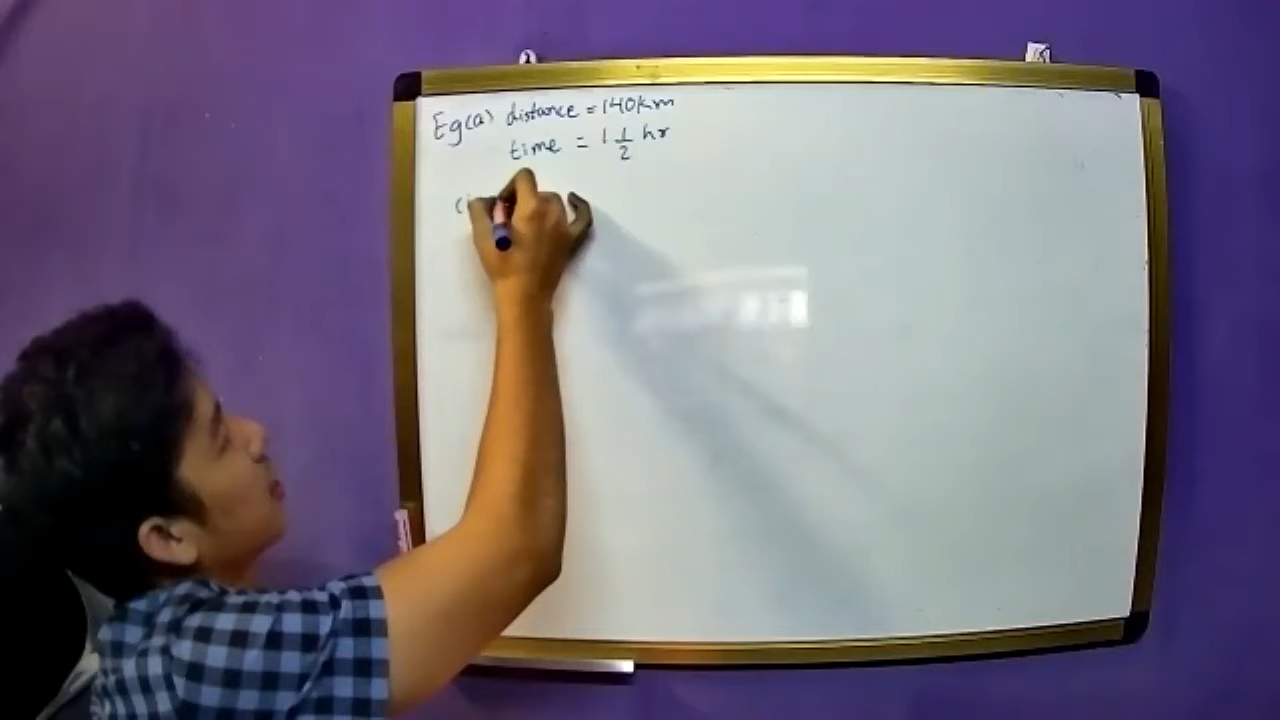 Eg(a) distance = 140km
time = 1 1/2 hr
(i